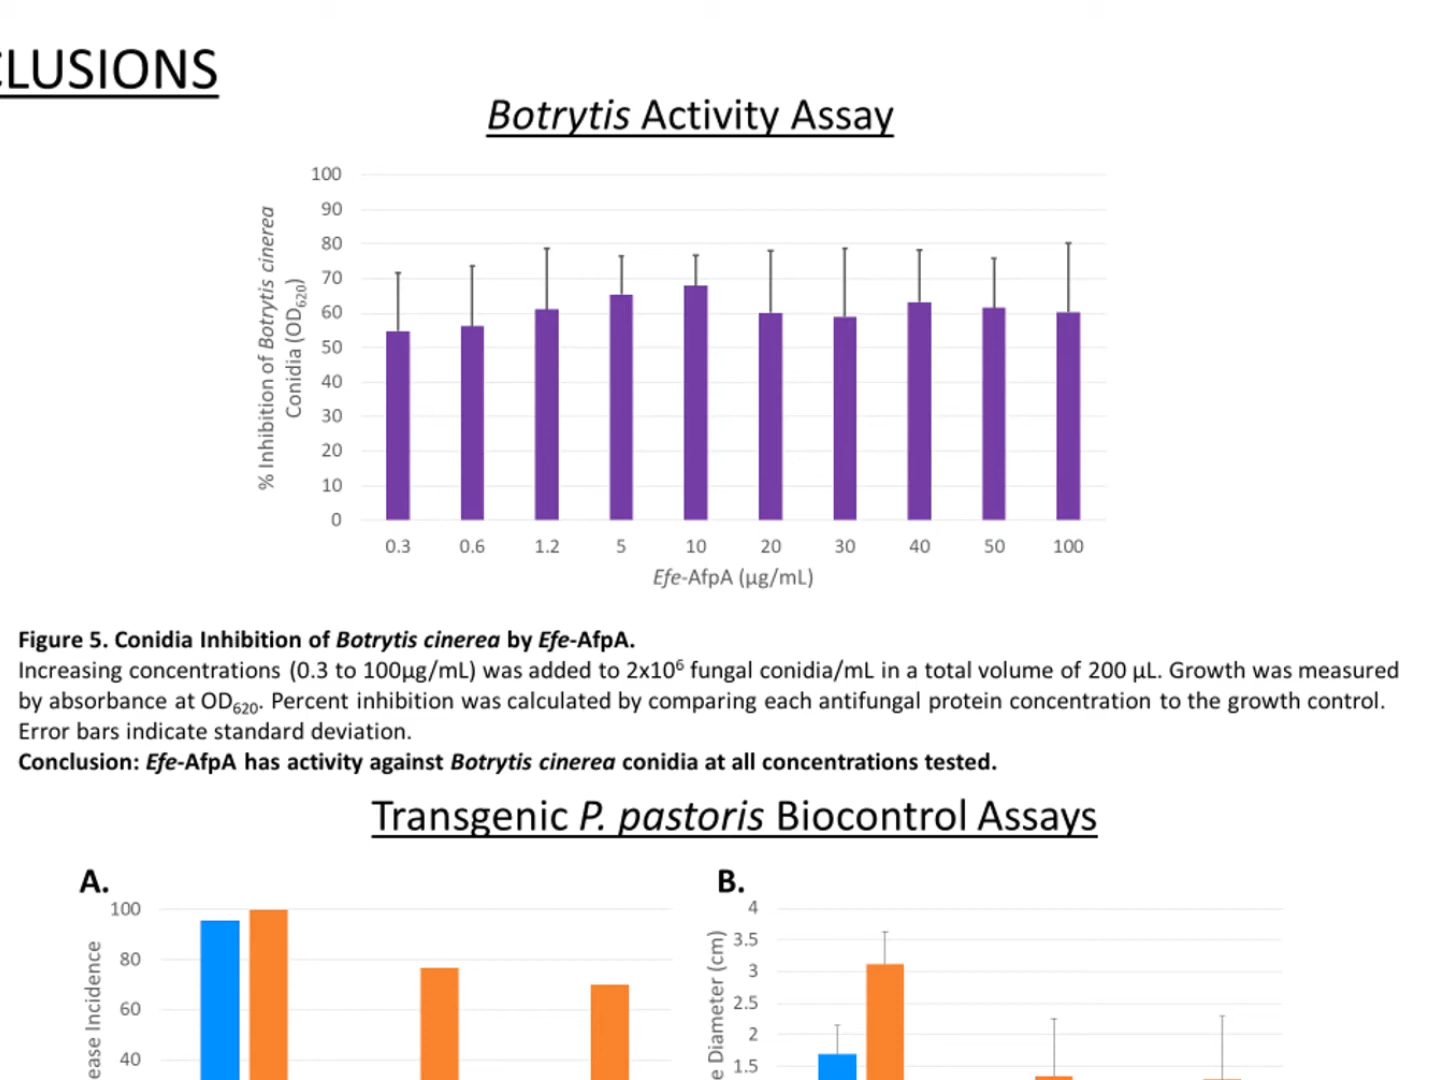 CLUSIONS
Botrytis Activity Assay
100
90
80
70
60
50
40
30
20
10
0
% Inhibition of Botrytis cinerea
Conidia (OD620)
0.3 0.6 1.2 5 10 20 30 40 50 100
Efe-AfpA (µg/mL)
Figure 5. Conidia Inhibition of Botrytis cinerea by Efe-AfpA.
Increasing concentrations (0.3 to 100µg/mL) was added to 2x10⁶ fungal conidia/mL in a total volume of 200 µL. Growth was measured
by absorbance at OD620. Percent inhibition was calculated by comparing each antifungal protein concentration to the growth control.
Error bars indicate standard deviation.
Conclusion: Efe-AfpA has activity against Botrytis cinerea conidia at all concentrations tested.
Transgenic P. pastoris Biocontrol Assays
A.
100
80
60
40
ease Incidence
B.
4
3.5
3
2.5
2
1.5
e Diameter (cm)